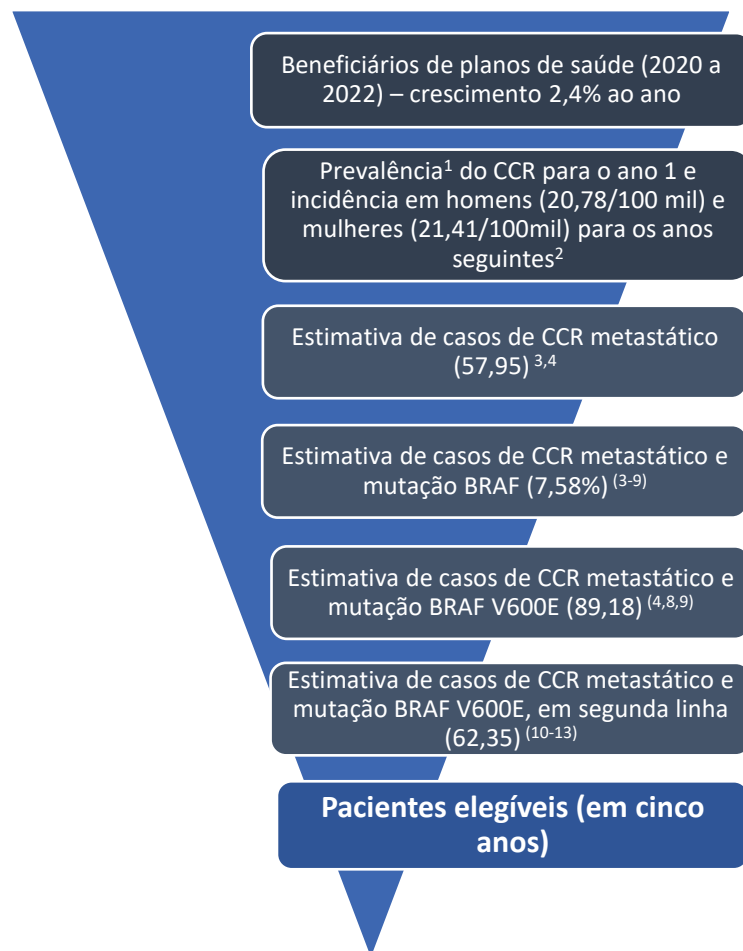 Beneficiários de planos de saúde (2020 a
2022) – crescimento 2,4% ao ano
Prevalência¹ do CCR para o ano 1 e
incidência em homens (20,78/100 mil) e
mulheres (21,41/100mil) para os anos
seguintes²
Estimativa de casos de CCR metastático
(57,95) ³,⁴
Estimativa de casos de CCR metastático e
mutação BRAF (7,58%) ⁽³⁻⁹⁾
Estimativa de casos de CCR metastático e
mutação BRAF V600E (89,18) ⁽⁴,⁸,⁹⁾
Estimativa de casos de CCR metastático e
mutação BRAF V600E, em segunda linha
(62,35) ⁽¹⁰⁻¹³⁾
Pacientes elegíveis (em cinco
anos)